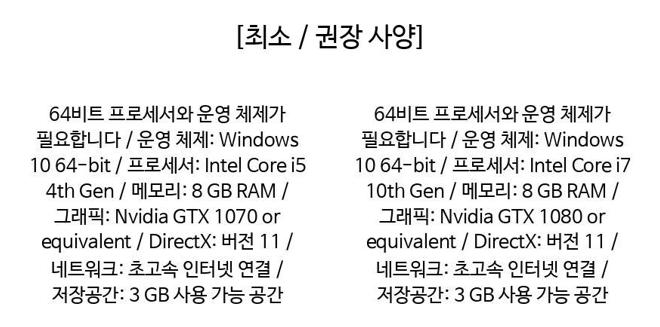 [최소 / 권장 사양]
64비트 프로세서와 운영 체제가
필요합니다 / 운영 체제: Windows
10 64-bit / 프로세서: Intel Core i5
4th Gen / 메모리: 8 GB RAM /
그래픽: Nvidia GTX 1070 or
equivalent / DirectX: 버전 11 /
네트워크: 초고속 인터넷 연결 /
저장공간: 3 GB 사용 가능 공간
64비트 프로세서와 운영 체제가
필요합니다 / 운영 체제: Windows
10 64-bit / 프로세서: Intel Core i7
10th Gen / 메모리: 8 GB RAM /
그래픽: Nvidia GTX 1080 or
equivalent / DirectX: 버전 11 /
네트워크: 초고속 인터넷 연결 /
저장공간: 3 GB 사용 가능 공간